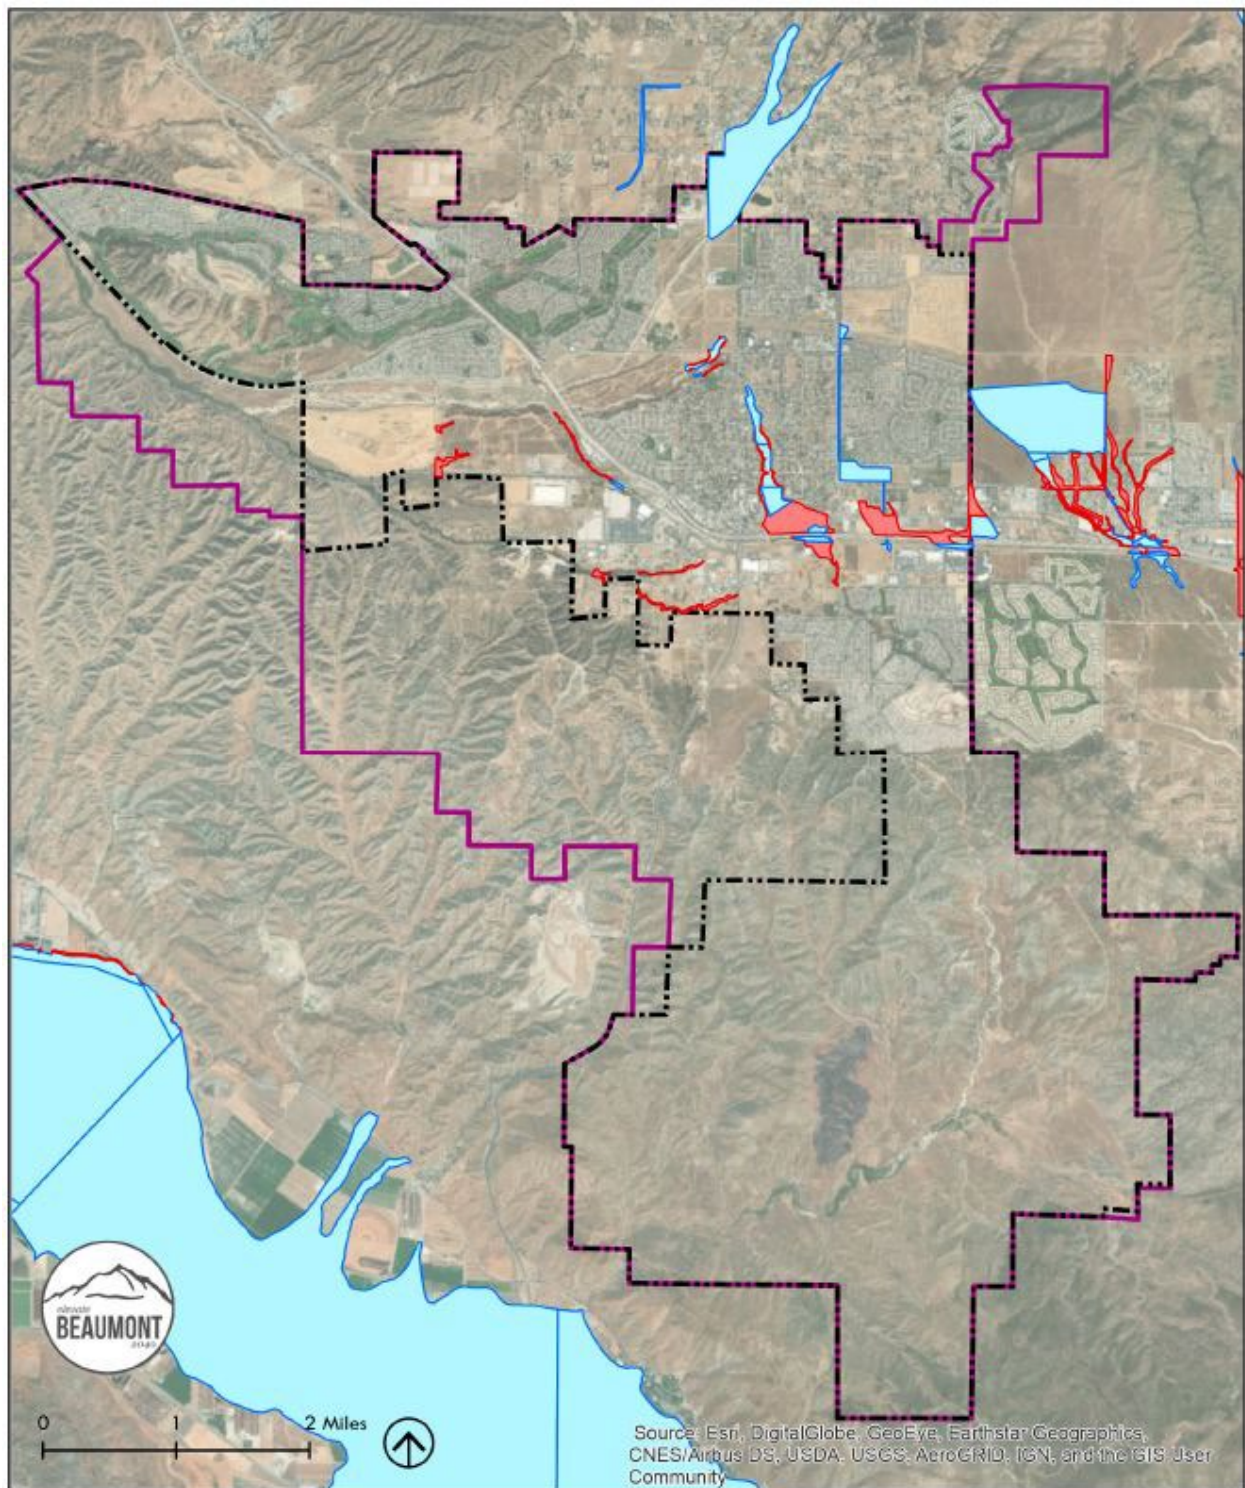 elevate
BEAUMONT
2040
0 1 2 Miles
Source: Esri, DigitalGlobe, GeoEye, Earthstar Geographics,
CNES/Airbus DS, USDA, USGS, AeroGRID, IGN, and the GIS User
Community